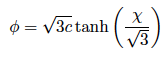 ϕ = √3c tanh (χ/√3)